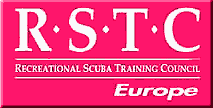 R·S·T·C
RECREATIONAL SCUBA TRAINING COUNCIL
Europe